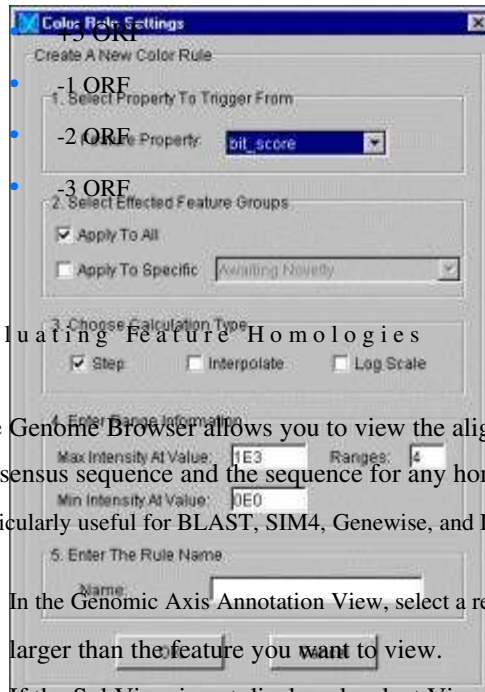 Color Rule Settings
+3 ORF
Create A New Color Rule
-1 ORF
1. Select Property To Trigger From
-2 ORF
Feature Property: bit_score
-3 ORF
2. Select Effected Feature Groups
Apply To All
Apply To Specific Awaiting Novelty
3. Choose Calculation Type
luating Feature Homologies
Step Interpolate Log Scale
4. Enter Range Information
Genome Browser allows you to view the alig
Max Intensity At Value: 1E3 Ranges: 4
sensus sequence and the sequence for any hor
Min Intensity At Value: 0E0
icularly useful for BLAST, SIM4, Genewise, and
5. Enter The Rule Name
Name:
In the Genomic Axis Annotation View, select a re
larger than the feature you want to view.